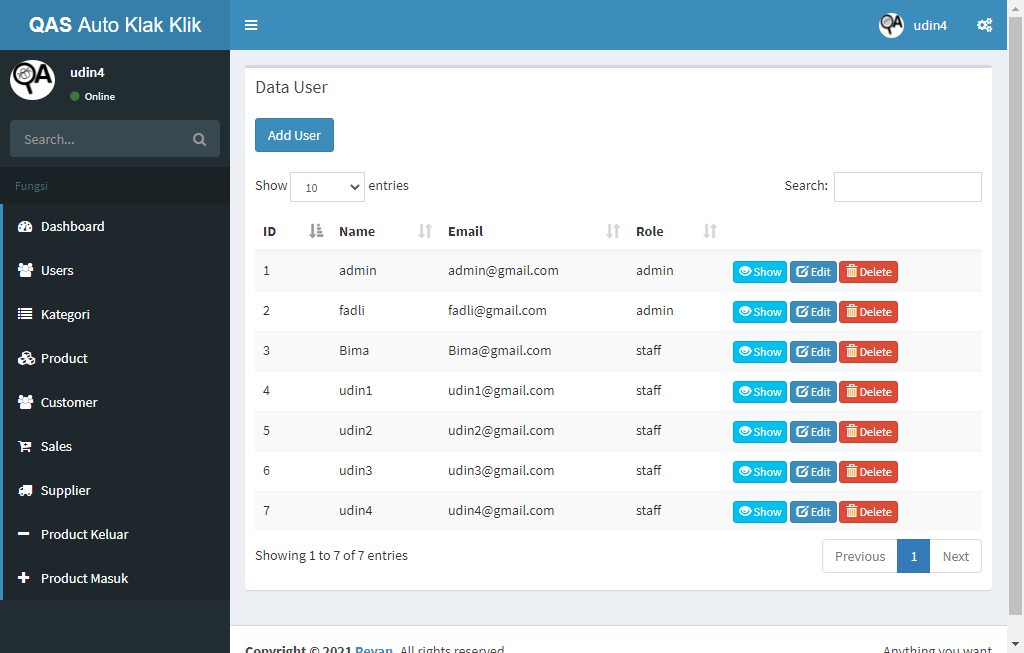 QAS Auto Klak Klik
udin4
udin4
Online
Search...
Fungsi
Dashboard
Users
Kategori
Product
Customer
Sales
Supplier
Product Keluar
Product Masuk
Data User
Add User
Show 10 entries
Search:
ID Name Email Role
1 admin admin@gmail.com admin Show Edit Delete
2 fadli fadli@gmail.com admin Show Edit Delete
3 Bima Bima@gmail.com staff Show Edit Delete
4 udin1 udin1@gmail.com staff Show Edit Delete
5 udin2 udin2@gmail.com staff Show Edit Delete
6 udin3 udin3@gmail.com staff Show Edit Delete
7 udin4 udin4@gmail.com staff Show Edit Delete
Showing 1 to 7 of 7 entries
Previous 1 Next
Copyright © 2021 Revan. All rights reserved. Anything you want